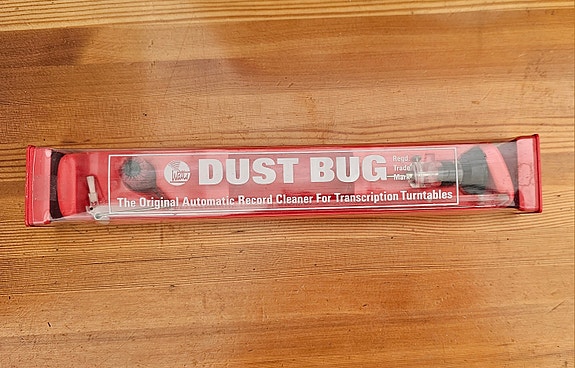 DUST BUG
Regd.
Trade
Mark
The Original Automatic Record Cleaner For Transcription Turntables